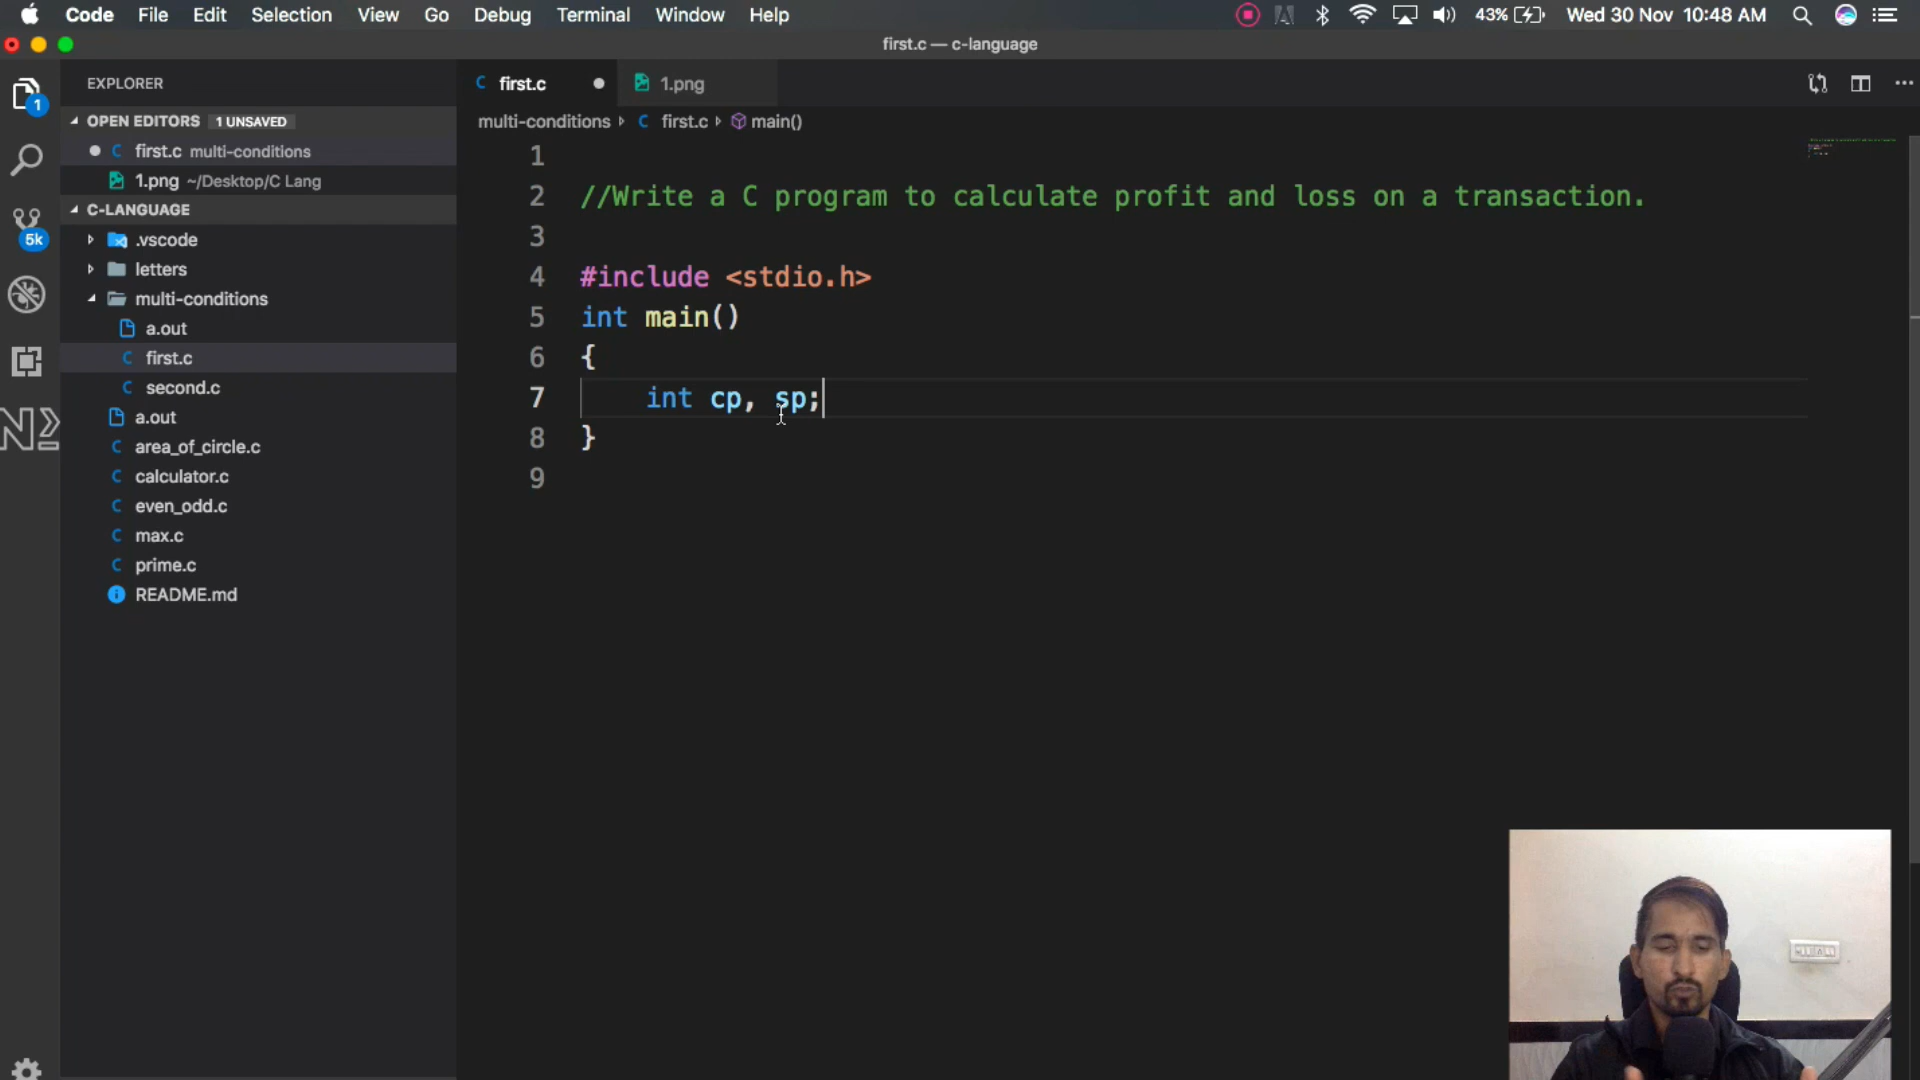 Code File Edit Selection View Go Debug Terminal Window Help 43% Wed 30 Nov 10:48 AM
first.c — c-language
EXPLORER
first.c
1.png
OPEN EDITORS 1 UNSAVED
first.c multi-conditions
1.png ~/Desktop/C Lang
C-LANGUAGE
.vscode
letters
multi-conditions
a.out
first.c
second.c
a.out
area_of_circle.c
calculator.c
even_odd.c
max.c
prime.c
README.md
1
5k
multi-conditions first.c main()
1
2 //Write a C program to calculate profit and loss on a transaction.
3
4 #include <stdio.h>
5 int main()
6 {
7 int cp, sp;
8 }
9